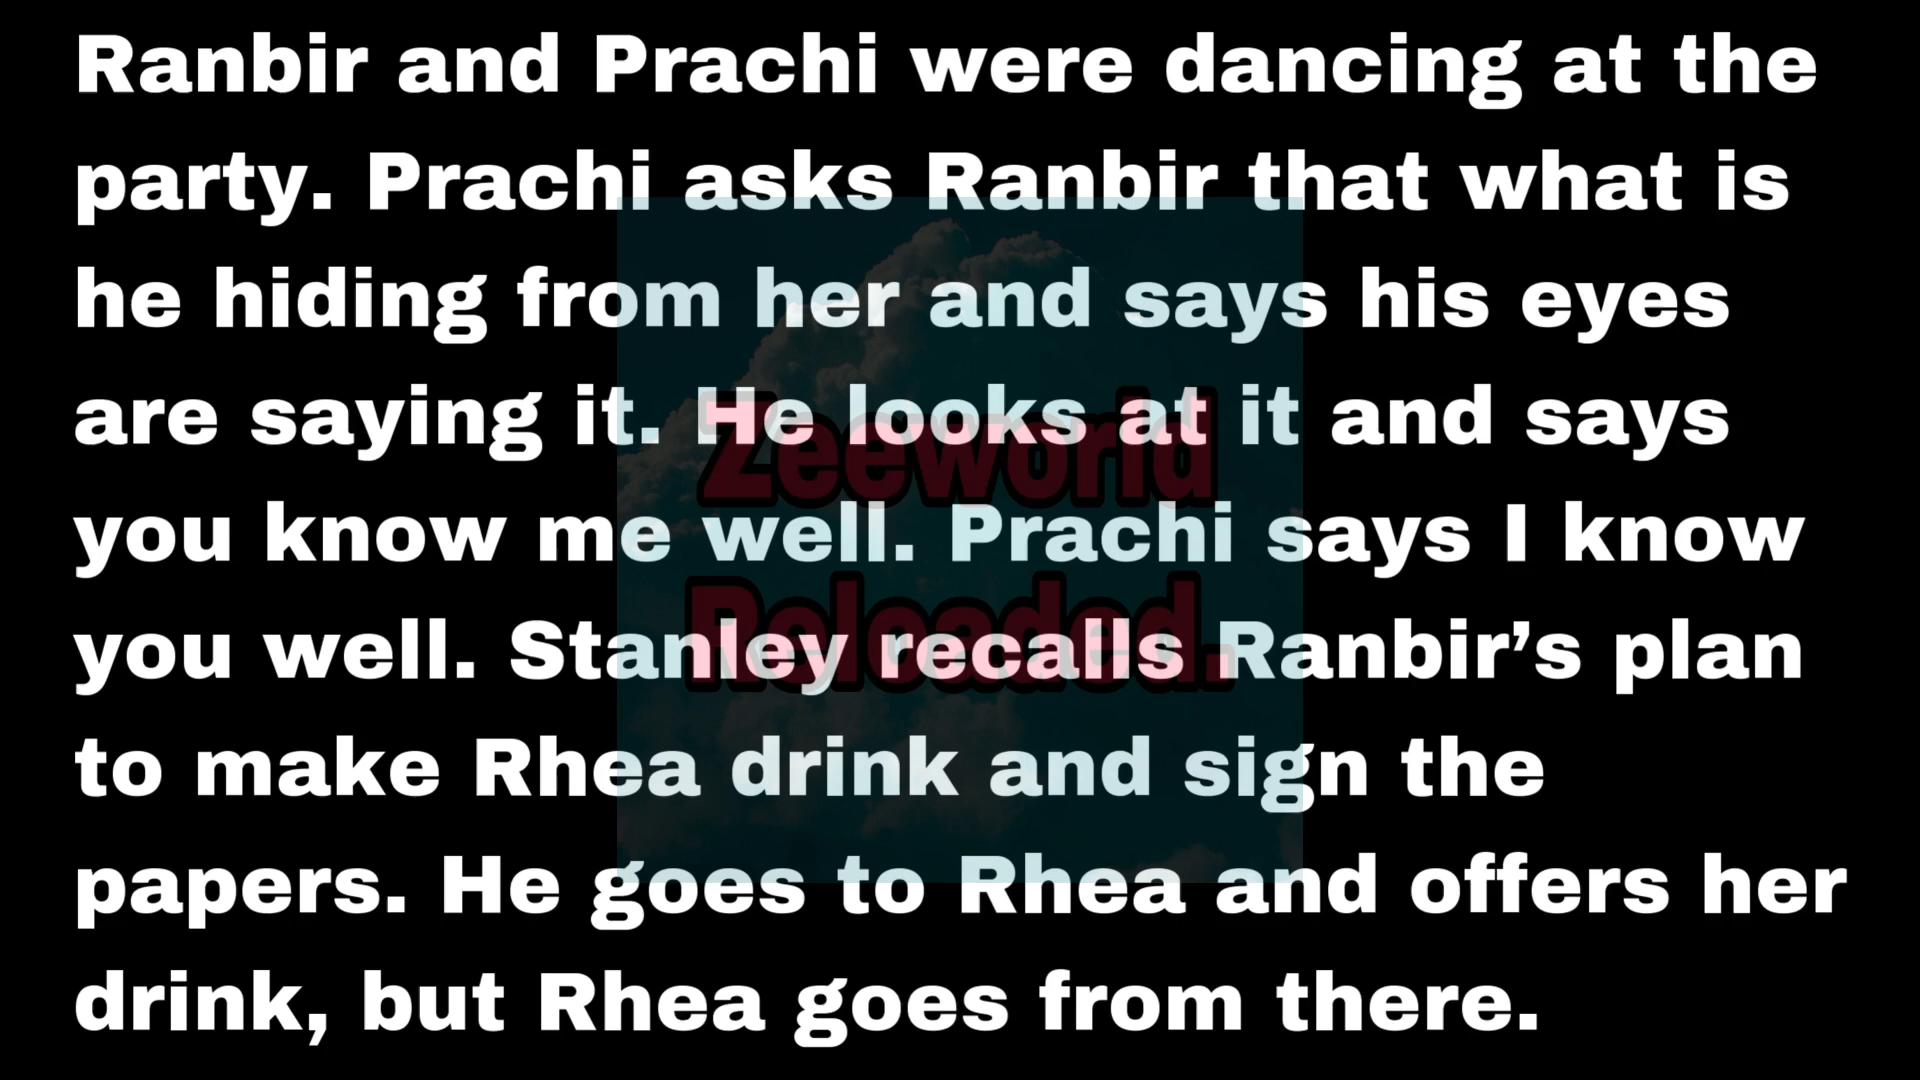 Ranbir and Prachi were dancing at the
party. Prachi asks Ranbir that what is
he hiding from her and says his eyes
are saying it. He looks at it and says
you know me well. Prachi says I know
you well. Stanley recalls Ranbir’s plan
to make Rhea drink and sign the
papers. He goes to Rhea and offers her
drink, but Rhea goes from there.
Zeeworld
Reloaded.